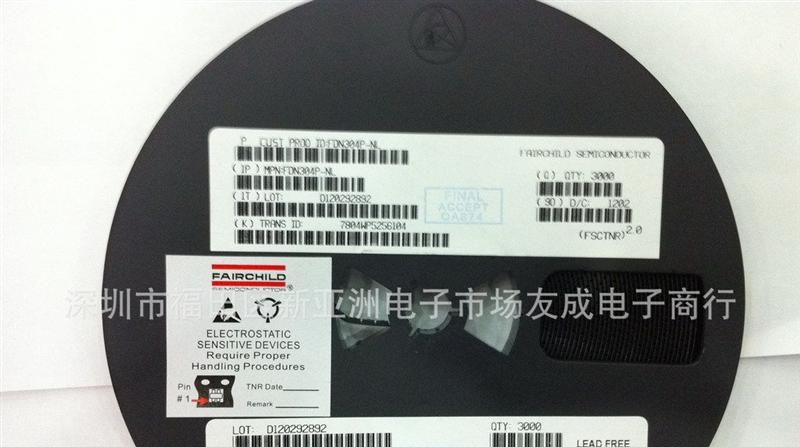 P CUST PROD ID:FDN304P-NL
FAIRCHILD SEMICONDUCTOR
(1P) MPN:FDN304P-NL
(Q) QTY: 3000
(1T) LOT: D120292892
(9D) D/C: 1202
FINAL
ACCEPT
QA874
(K) TRANS ID: 7804WP5256104
(FSCTNR)2.0
FAIRCHILD
SEMICONDUCTOR®
深圳市福田区新亚洲电子市场友成电子商行
ELECTROSTATIC
SENSITIVE DEVICES
Require Proper
Handling Procedures
Pin
# 1
TNR Date
Remark
LOT: D120292892
QTY: 3000
LEAD FREE